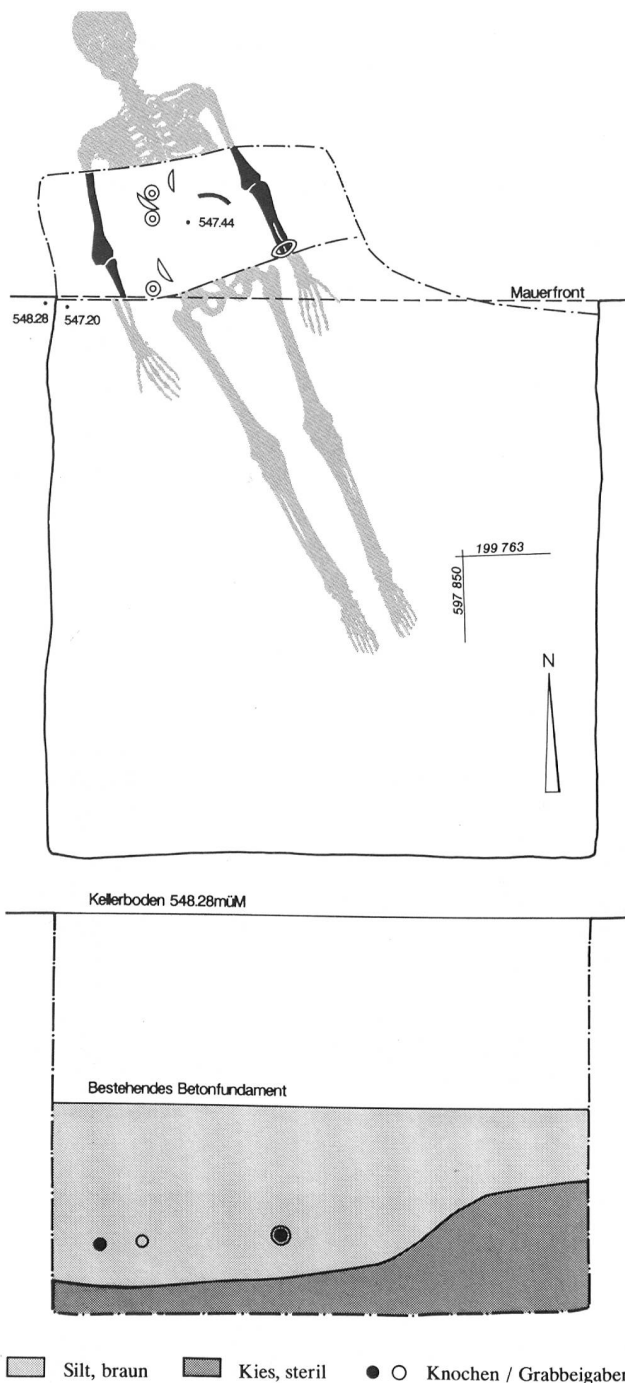 547.44
Mauerfront
548.28 547.20
199 763
597 850
N
Kellerboden 548.28müM
Bestehendes Betonfundament
Silt, braun Kies, steril Knochen / Grabbeigaben